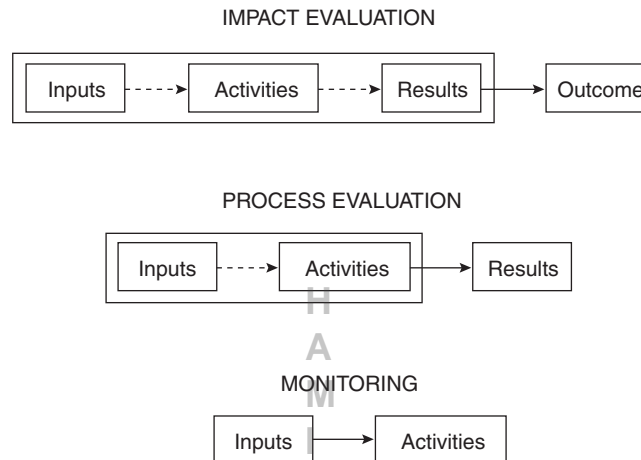 IMPACT EVALUATION
Inputs Activities Results Outcome
PROCESS EVALUATION
Inputs Activities Results
H
A
MONITORING
M
Inputs I Activities